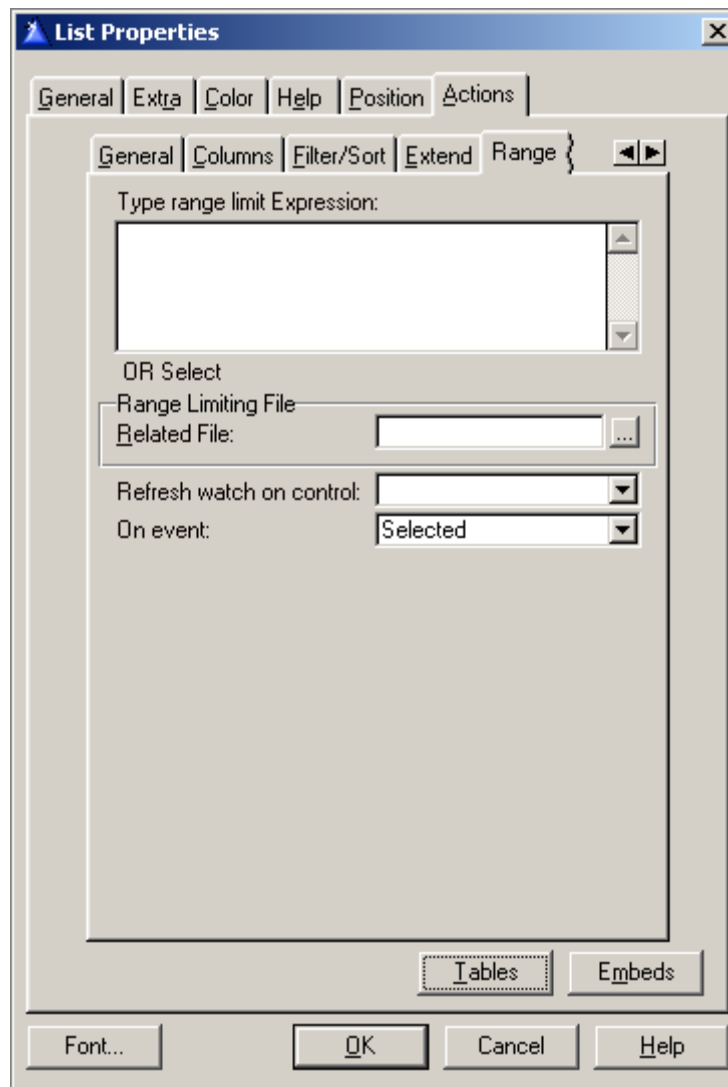 List Properties
General Extra Color Help Position Actions
General Columns Filter/Sort Extend Range
Type range limit Expression:
OR Select
Range Limiting File
Related File: ...
Refresh watch on control:
On event: Selected
Tables Embeds
Font... OK Cancel Help